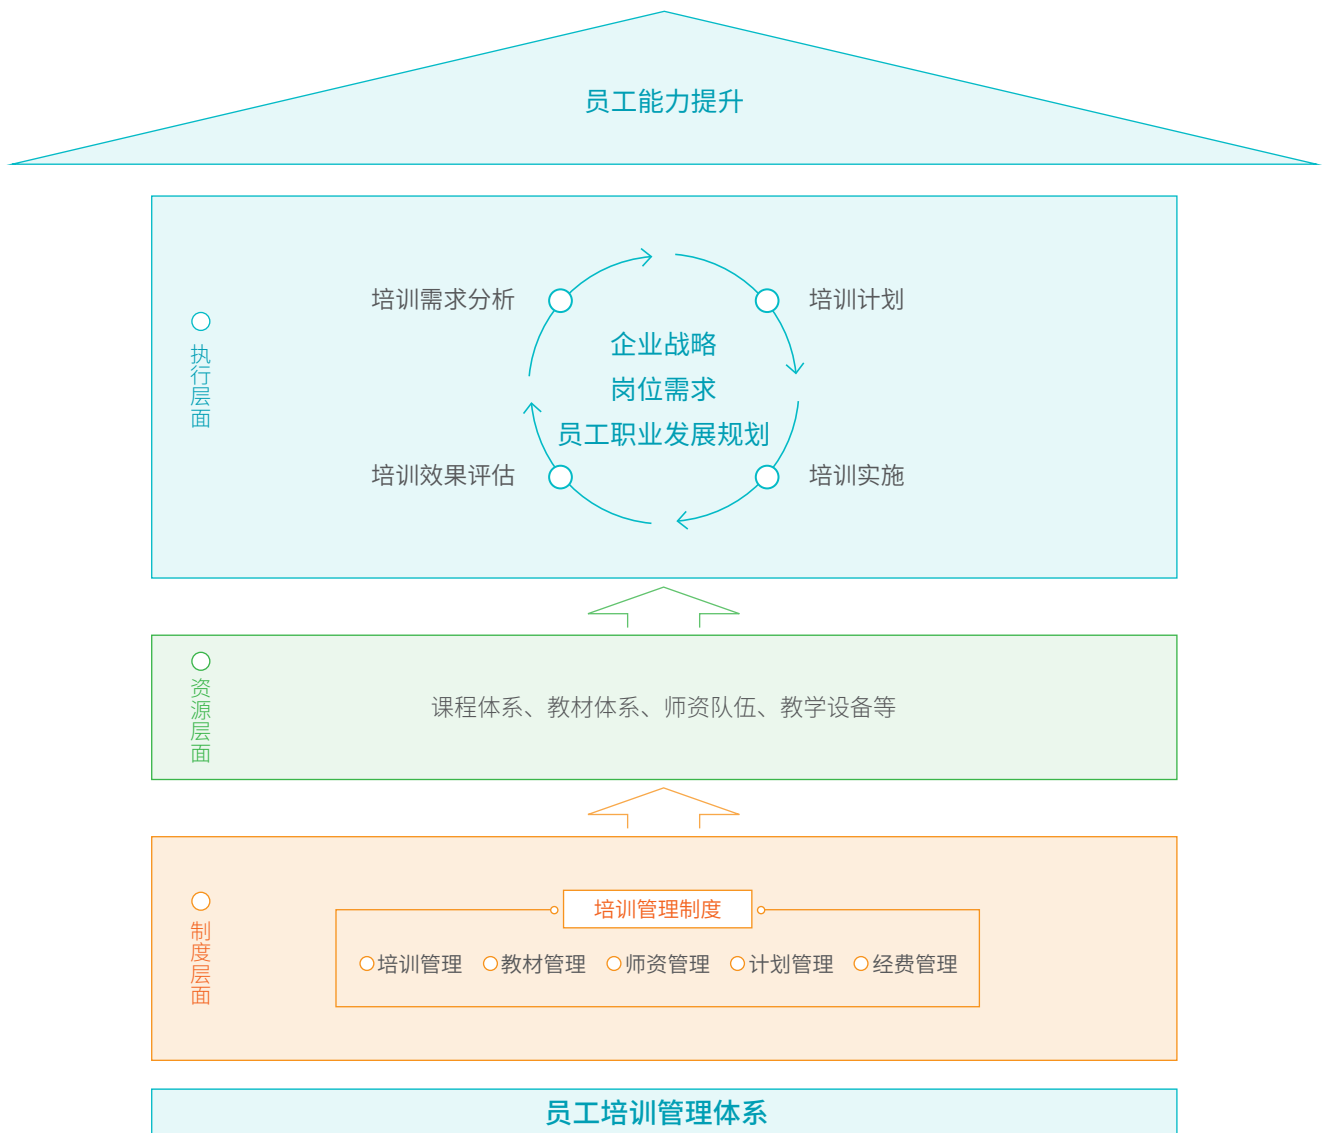 员工能力提升
培训需求分析
培训计划
企业战略
岗位需求
员工职业发展规划
培训效果评估
培训实施
执行层面
资源层面
课程体系、教材体系、师资队伍、教学设备等
制度层面
培训管理制度
培训管理 教材管理 师资管理 计划管理 经费管理
员工培训管理体系